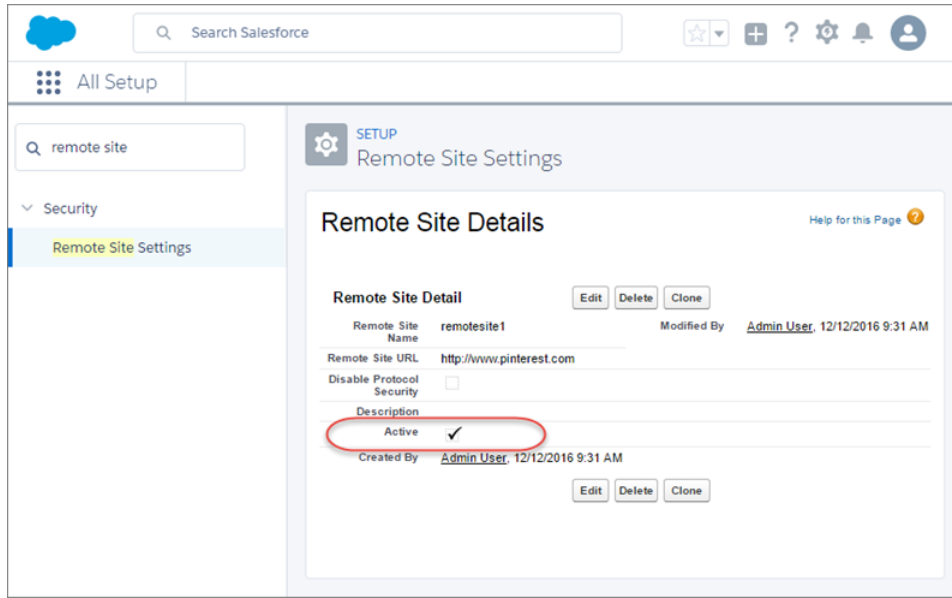 Search Salesforce
All Setup
remote site
Security
Remote Site Settings
SETUP
Remote Site Settings
Remote Site Details
Help for this Page
Remote Site Detail
Edit Delete Clone
Remote Site Name remotesite1 Modified By Admin User, 12/12/2016 9:31 AM
Remote Site URL http://www.pinterest.com
Disable Protocol Security
Description
Active
Created By Admin User, 12/12/2016 9:31 AM
Edit Delete Clone